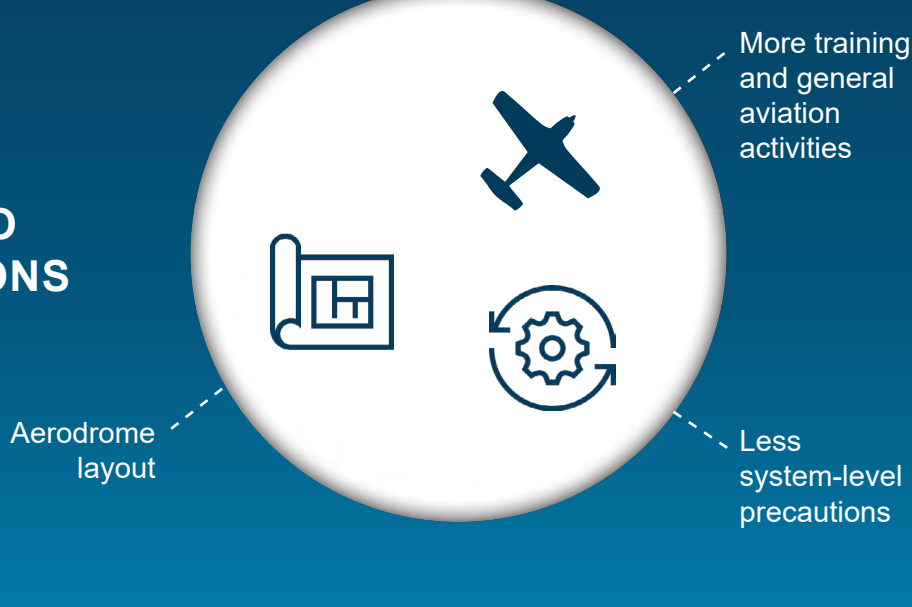 More training
and general
aviation
activities
Aerodrome
layout
Less
system-level
precautions